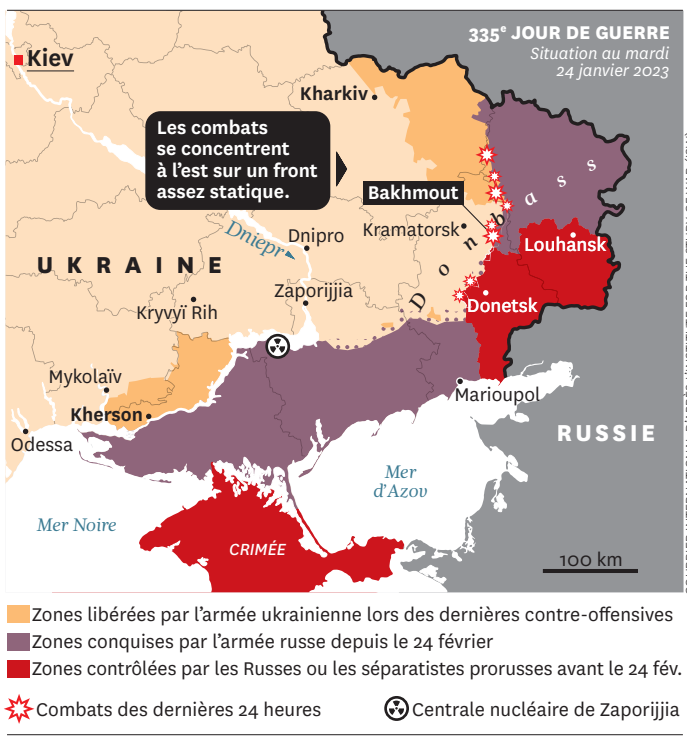 335e JOUR DE GUERRE
Situation au mardi
24 janvier 2023
Kiev
Kharkiv
Les combats
se concentrent
à l'est sur un front
assez statique.
Bakhmout
Donbass
Dniepr
Dnipro
Kramatorsk
Louhansk
UKRAINE
Zaporijjia
Kryvyï Rih
Donetsk
Mykolaïv
Marioupol
Kherson
Odessa
RUSSIE
Mer
d'Azov
Mer Noire
CRIMÉE
100 km
Zones libérées par l'armée ukrainienne lors des dernières contre-offensives
Zones conquises par l'armée russe depuis le 24 février
Zones contrôlées par les Russes ou les séparatistes prorusses avant le 24 fév.
Combats des dernières 24 heures
Centrale nucléaire de Zaporijjia